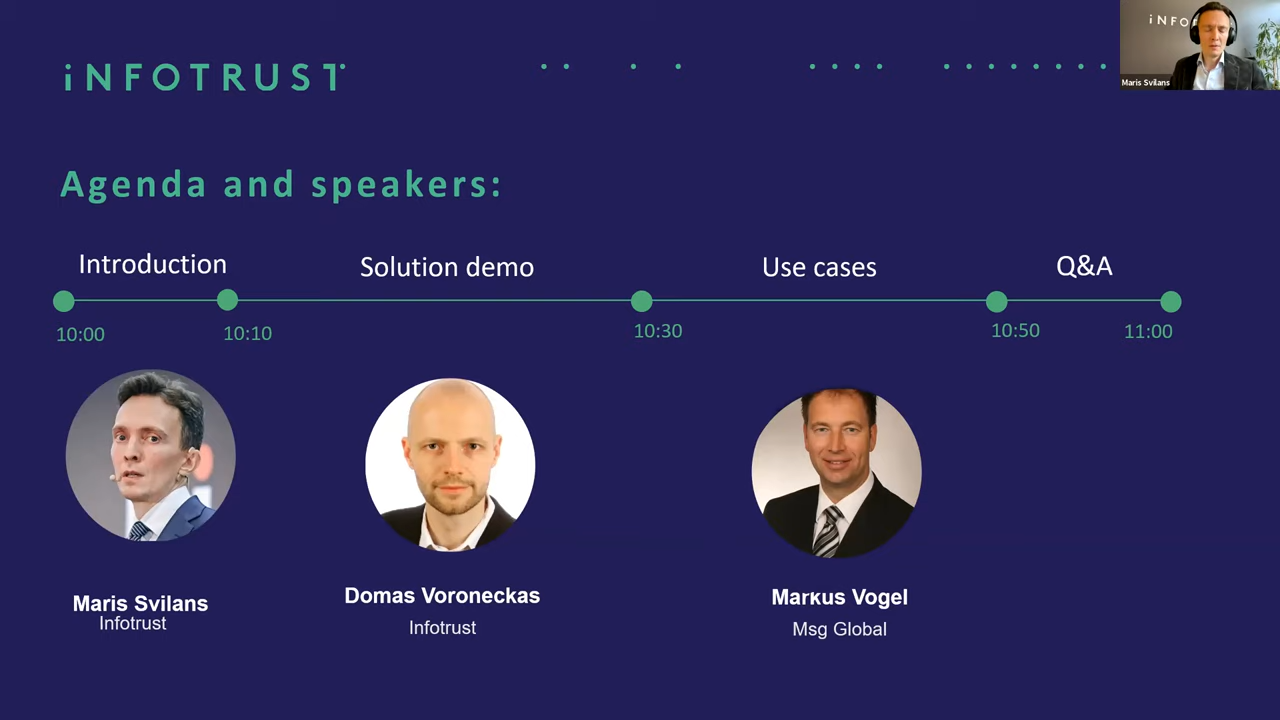 iNFOTRUST
iNFO
Maris Svilans
Agenda and speakers:
Introduction
Solution demo
Use cases
Q&A
10:00
10:10
10:30
10:50
11:00
Maris Svilans
Infotrust
Domas Voroneckas
Infotrust
Markus Vogel
Msg Global